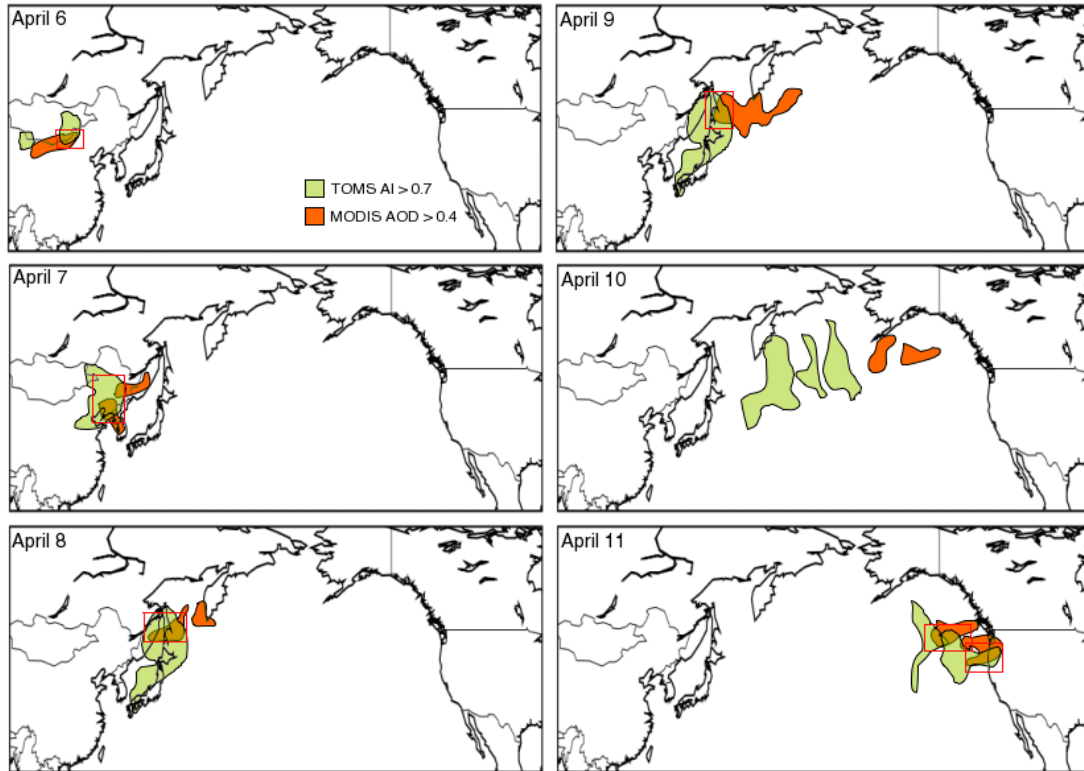 April 6
TOMS AI > 0.7
MODIS AOD > 0.4
April 7
April 8
April 9
April 10
April 11